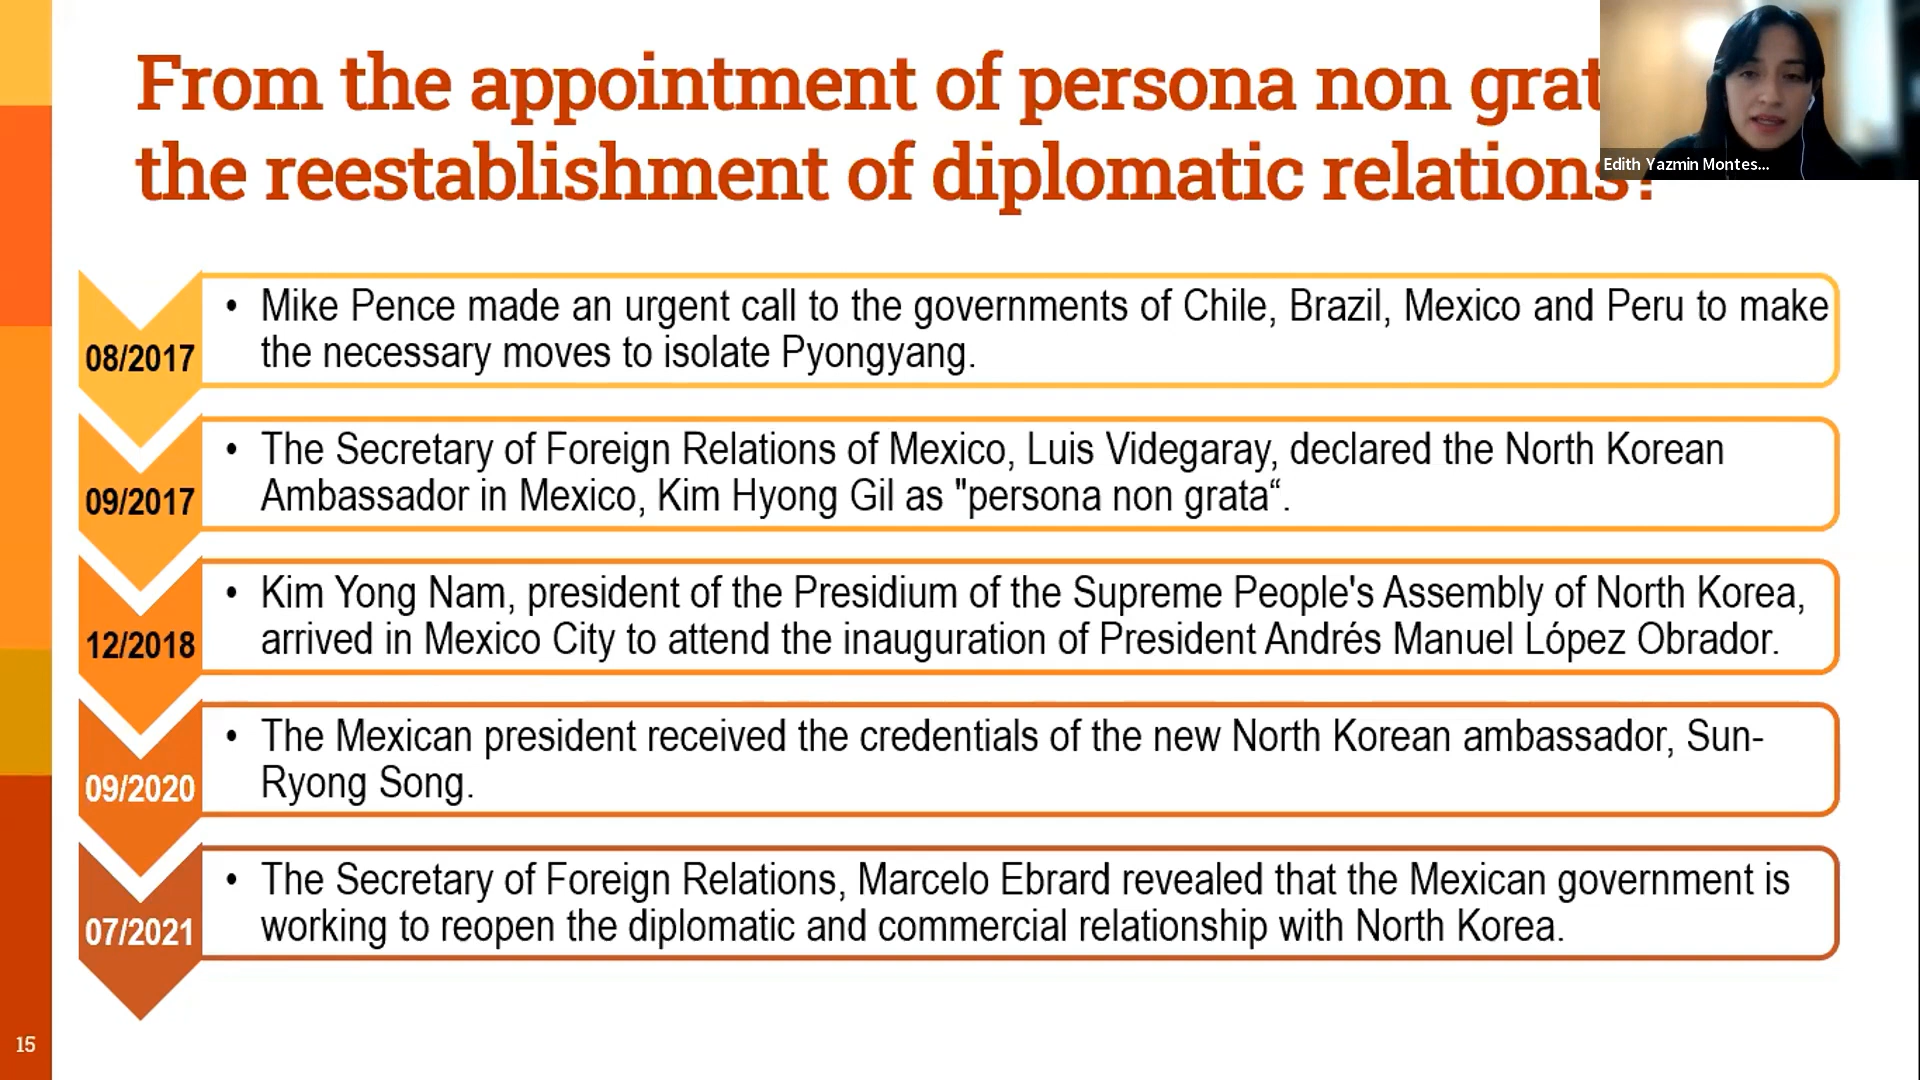 From the appointment of persona non grat
the reestablishment of diplomatic relations?
Edith Yazmin Montes...
08/2017
• Mike Pence made an urgent call to the governments of Chile, Brazil, Mexico and Peru to make
the necessary moves to isolate Pyongyang.
09/2017
• The Secretary of Foreign Relations of Mexico, Luis Videgaray, declared the North Korean
Ambassador in Mexico, Kim Hyong Gil as "persona non grata“.
12/2018
• Kim Yong Nam, president of the Presidium of the Supreme People's Assembly of North Korea,
arrived in Mexico City to attend the inauguration of President Andrés Manuel López Obrador.
09/2020
• The Mexican president received the credentials of the new North Korean ambassador, Sun-
Ryong Song.
07/2021
• The Secretary of Foreign Relations, Marcelo Ebrard revealed that the Mexican government is
working to reopen the diplomatic and commercial relationship with North Korea.
15